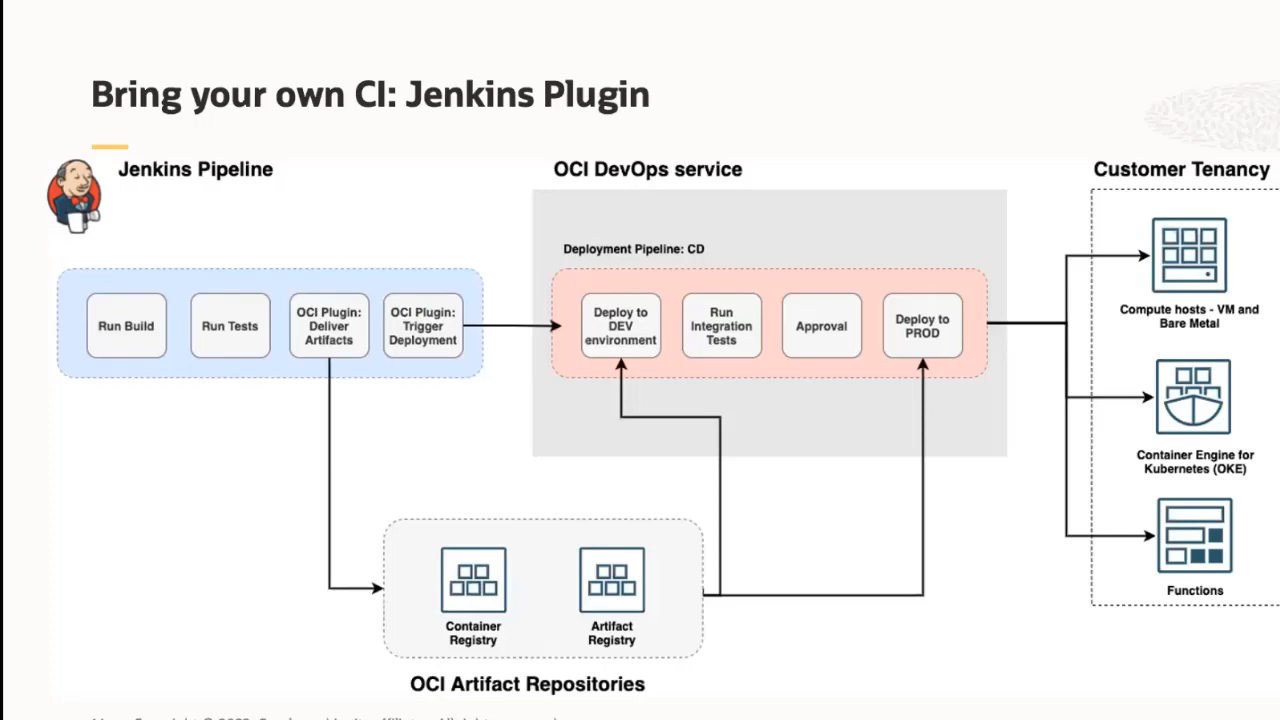 Bring your own CI: Jenkins Plugin
Jenkins Pipeline
OCI DevOps service
Customer Tenancy
Deployment Pipeline: CD
Run Build
Run Tests
OCI Plugin:
Deliver
Artifacts
OCI Plugin:
Trigger
Deployment
Deploy to
DEV
environment
Run
Integration
Tests
Approval
Deploy to
PROD
Compute hosts - VM and
Bare Metal
Container Engine for
Kubernetes (OKE)
Functions
Container
Registry
Artifact
Registry
OCI Artifact Repositories